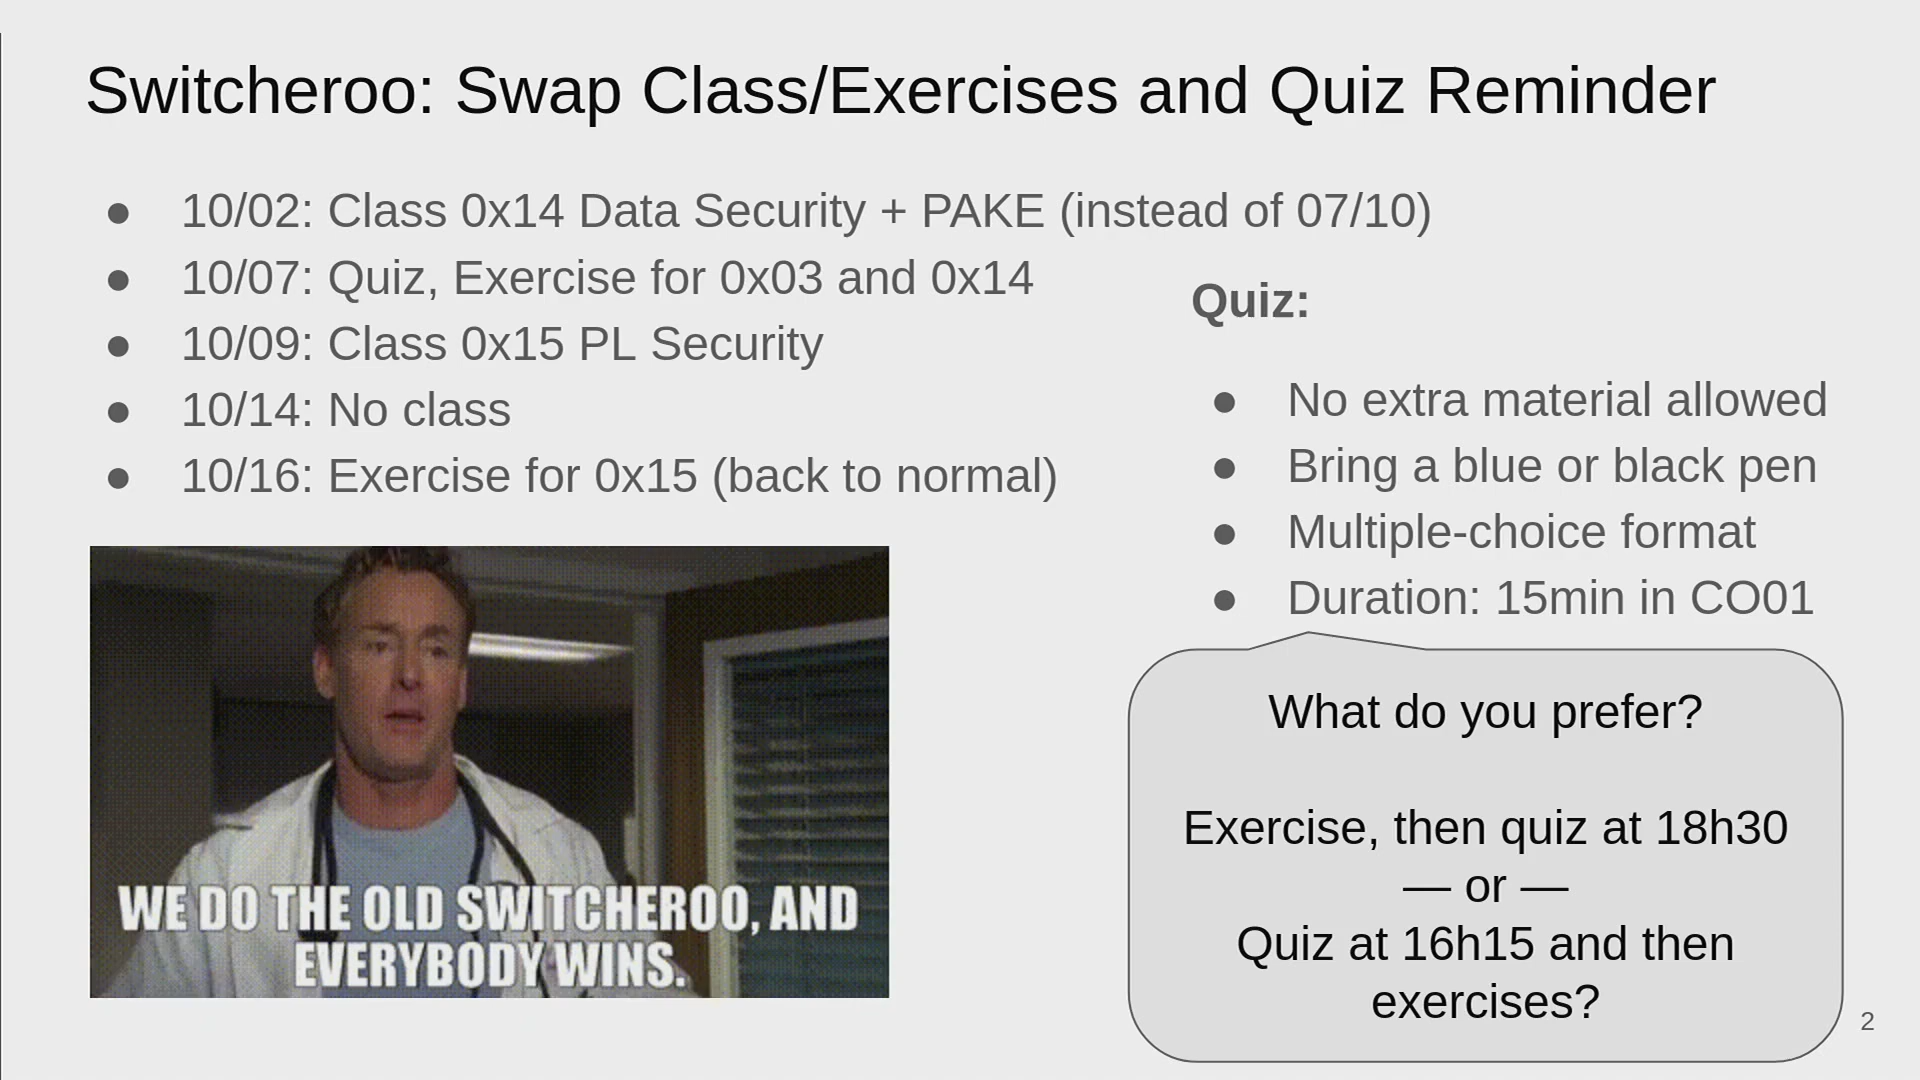 Switcheroo: Swap Class/Exercises and Quiz Reminder
● 10/02: Class 0x14 Data Security + PAKE (instead of 07/10)
● 10/07: Quiz, Exercise for 0x03 and 0x14
● 10/09: Class 0x15 PL Security
● 10/14: No class
● 10/16: Exercise for 0x15 (back to normal)
WE DO THE OLD SWITCHEROO, AND
EVERYBODY WINS.
Quiz:
● No extra material allowed
● Bring a blue or black pen
● Multiple-choice format
● Duration: 15min in CO01
What do you prefer?
Exercise, then quiz at 18h30
— or —
Quiz at 16h15 and then
exercises?
2